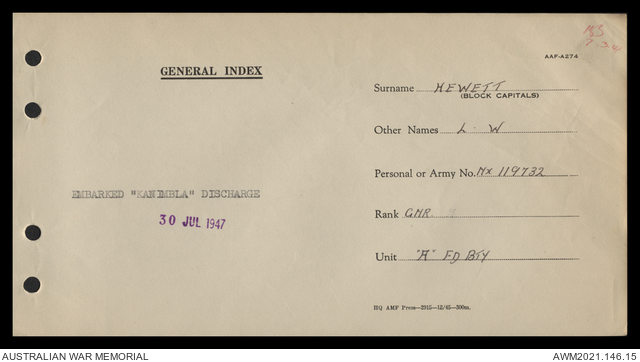 AAF-A274
GENERAL INDEX
Surname HEWETT
(BLOCK CAPITALS)
Other Names L. W
Personal or Army No. NX 119732
EMBARKED "KANIMBLA" DISCHARGE
30 JUL 1947
Rank GNR.
Unit "A" FD BTY
HQ AMF Press—2915—12/45—300m.
AUSTRALIAN WAR MEMORIAL
AWM2021.146.15